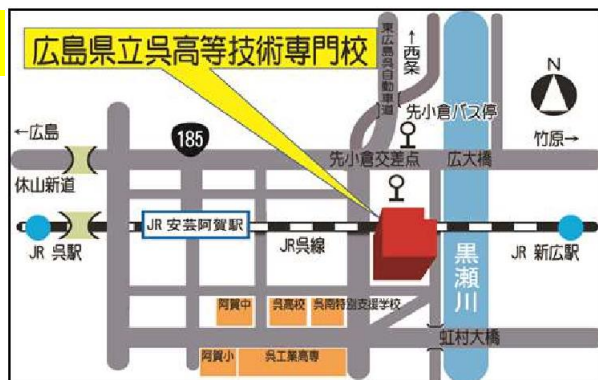 広島県立呉高等技術専門校
東広島呉自動車道
↑西条
N
先小倉バス停
←広島
185
竹原→
先小倉交差点
広大橋
休山新道
JR 安芸阿賀駅
JR 呉駅
JR呉線
黒瀬川
JR 新広駅
阿賀中
呉高校
呉南特別支援学校
虹村大橋
阿賀小
呉工業高専